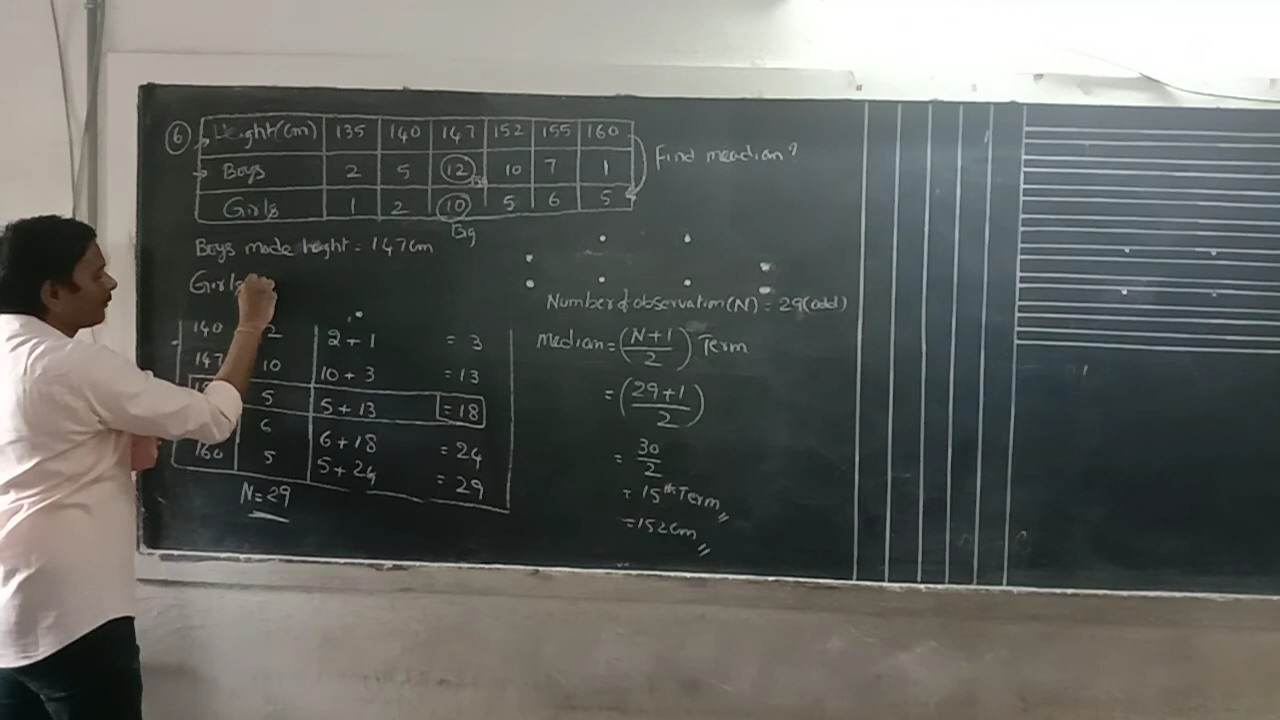 6 Height(cm) 135 140 147 152 155 160
Boys 2 5 12 10 7 1
Girls 1 2 10 5 6 5
Find meadian?
Boys mode height = 147cm
Girls
140 2 2+1 = 3
147 10 10+3 = 13
5 5+13 = 18
6 6+18 = 24
160 5 5+24 = 29
N=29
Number of observation (N) = 29(odd)
median = (N+1/2) Term
= (29+1/2)
= 30/2
= 15th Term
= 152cm